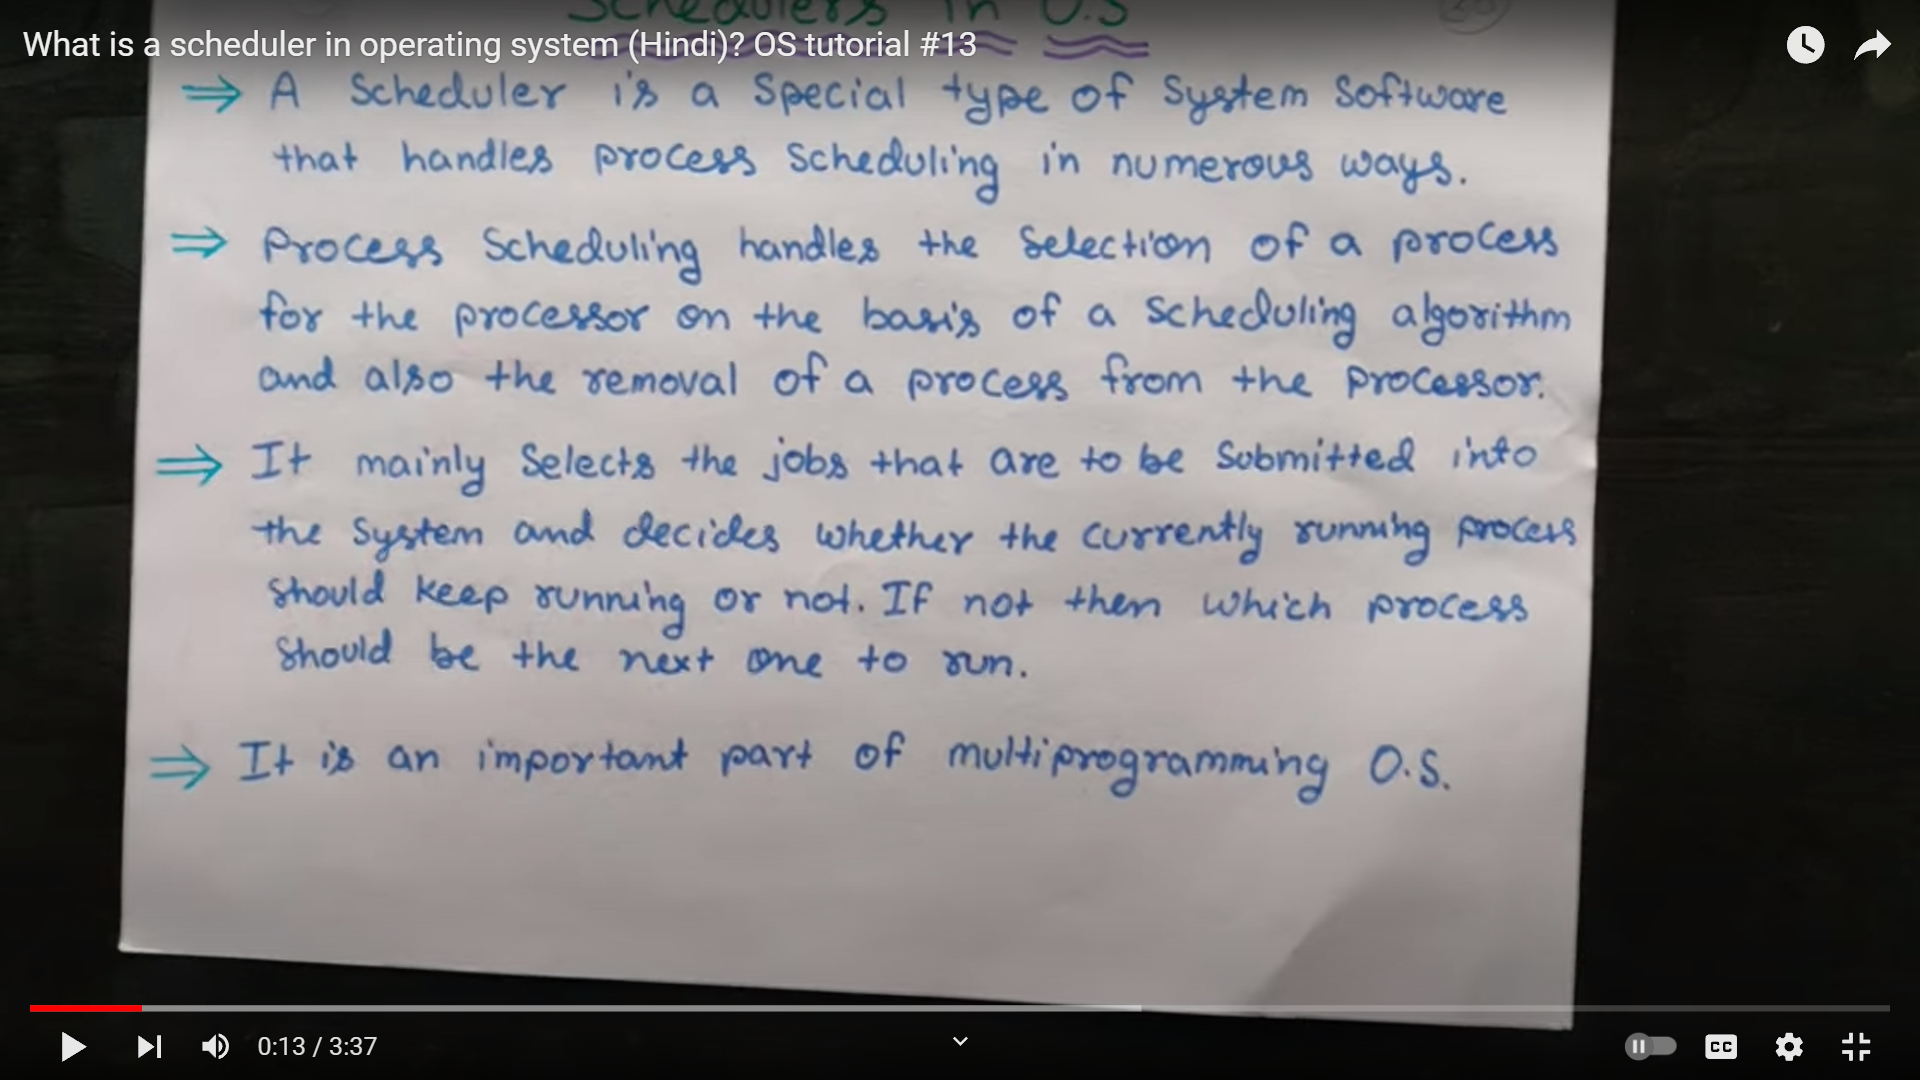 Schedulers in O.S
What is a scheduler in operating system (Hindi)? OS tutorial #13
⇒ A Scheduler is a Special type of System Software
that handles process Scheduling in numerous ways.
⇒ Process Scheduling handles the Selection of a process
for the processor on the basis of a Scheduling algorithm
and also the removal of a process from the processor.
⇒ It mainly Selects the jobs that are to be Submitted into
the System and decides whether the currently running process
Should keep running or not. If not then which process
Should be the next one to run.
⇒ It is an important part of multiprogramming O.S.
0:13 / 3:37
CC